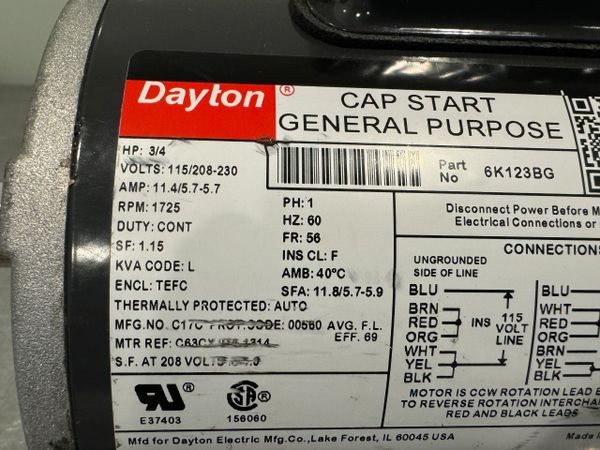 Dayton®
CAP START
GENERAL PURPOSE
HP: 3/4
VOLTS: 115/208-230
AMP: 11.4/5.7-5.7
RPM: 1725
DUTY: CONT
SF: 1.15
KVA CODE: L
ENCL: TEFC
THERMALLY PROTECTED: AUTO
MFG.NO. 00560
MTR REF:
S.F. AT 208 VOLT
PH: 1
HZ: 60
FR: 56
INS CL: F
AMB: 40°C
SFA: 11.8/5.7-5.9
AVG. F.L.
EFF. 69
Part
No 6K123BG
Disconnect Power Before
Electrical Connections or
CONNECTIONS
UNGROUNDED
SIDE OF LINE
BLU
BRN
RED
ORG
WHT
YEL
BLK
INS
115
VOLT
LINE
BLU
WHT
RED
ORG
BRN
YEL
BLK
MOTOR IS CCW ROTATION LEAD
TO REVERSE ROTATION INTERCHAN
RED AND BLACK LEADS
E37403
156060
Mfd for Dayton Electric Mfg.Co.,Lake Forest, IL 60045 USA
Made